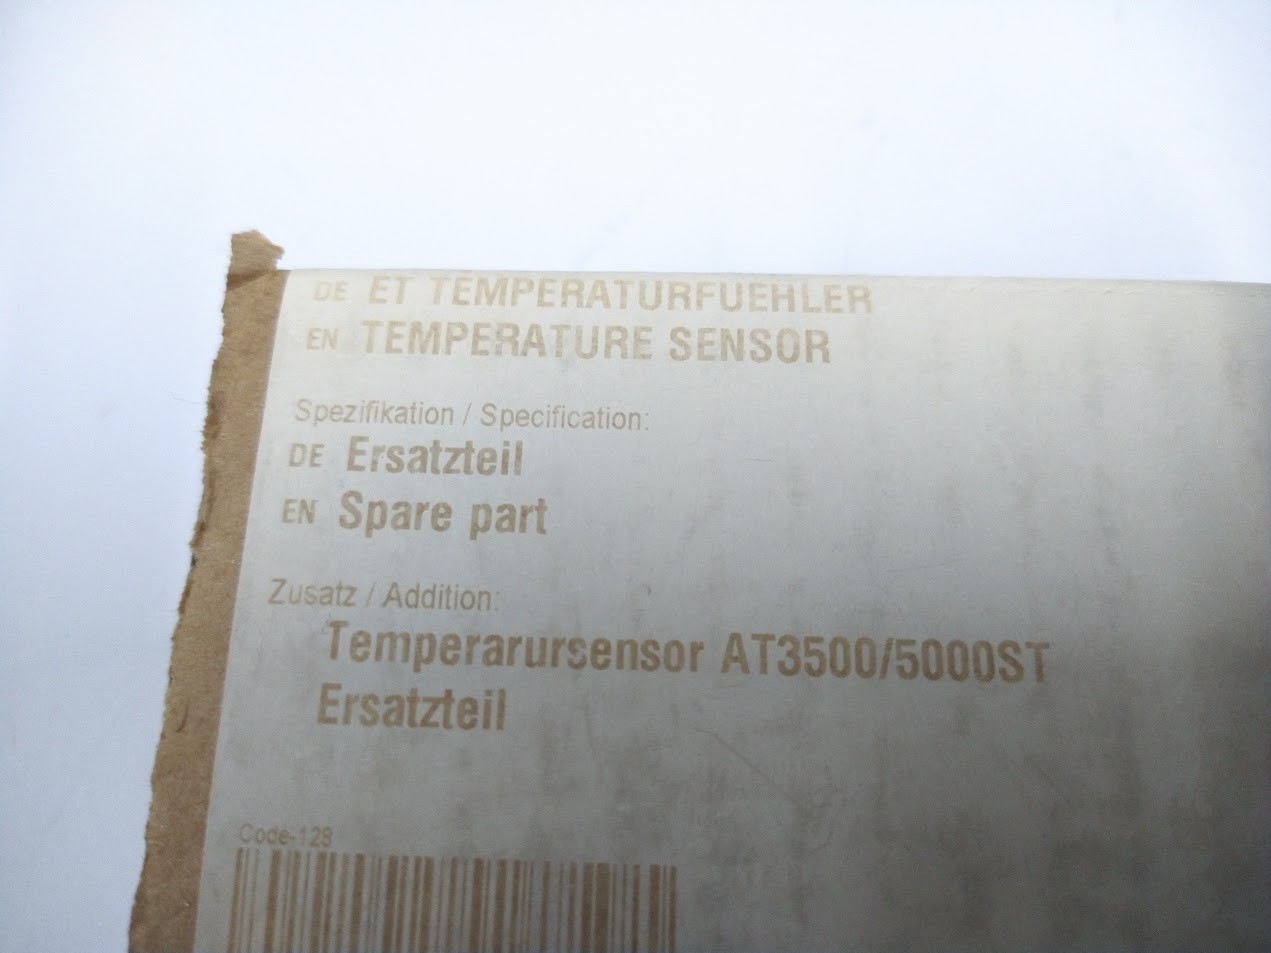 DE ET TEMPERATURFUEHLER
EN TEMPERATURE SENSOR
Spezifikation / Specification:
DE Ersatzteil
EN Spare part
Zusatz / Addition:
Temperarursensor AT3500/5000ST
Ersatzteil
Code-128